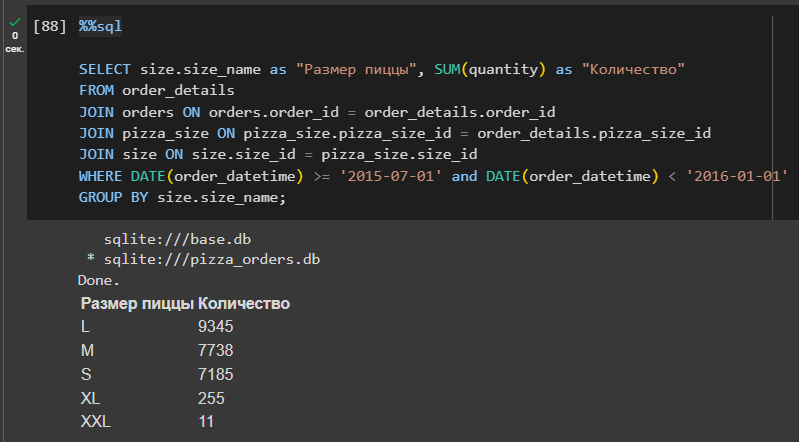 [88] %%sql
0
сек.
SELECT size.size_name as "Размер пиццы", SUM(quantity) as "Количество"
FROM order_details
JOIN orders ON orders.order_id = order_details.order_id
JOIN pizza_size ON pizza_size.pizza_size_id = order_details.pizza_size_id
JOIN size ON size.size_id = pizza_size.size_id
WHERE DATE(order_datetime) >= '2015-07-01' and DATE(order_datetime) < '2016-01-01'
GROUP BY size.size_name;
sqlite:///base.db
* sqlite:///pizza_orders.db
Done.
Размер пиццы Количество
L 9345
M 7738
S 7185
XL 255
XXL 11